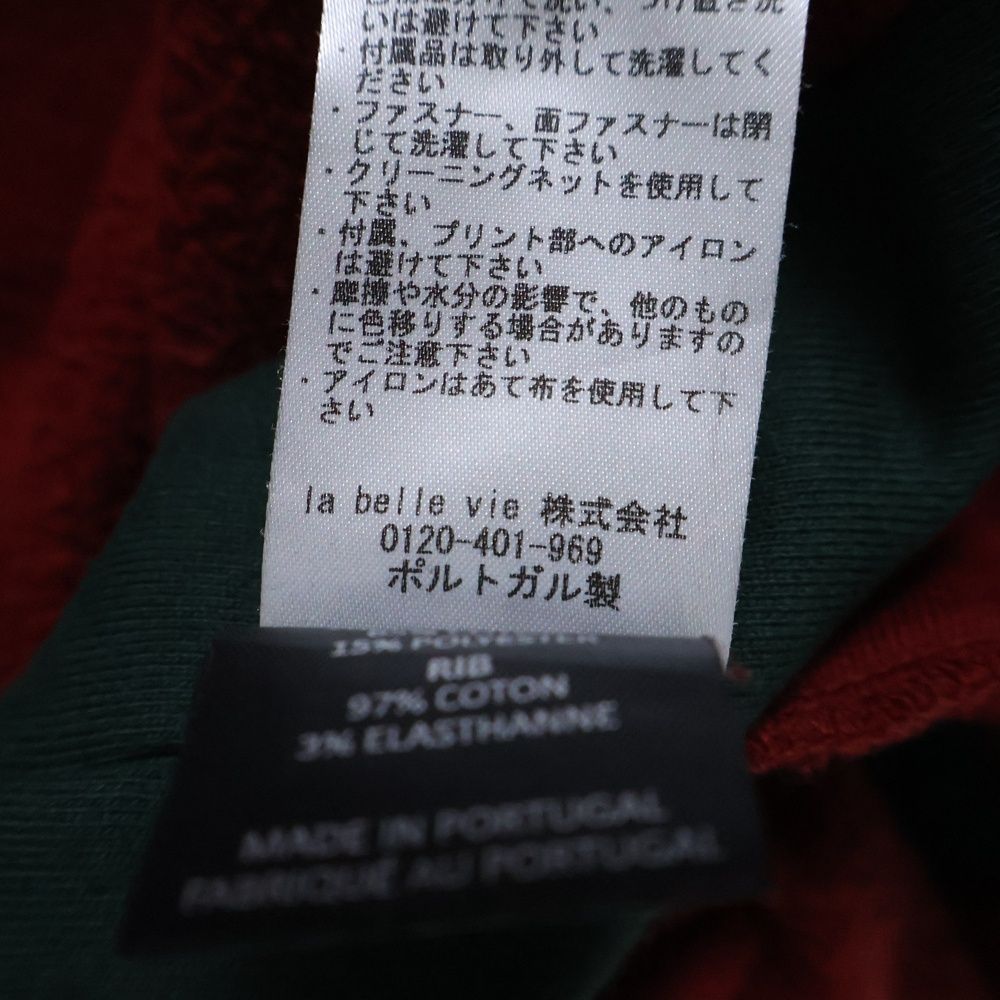 いは避けて下さい
・付属品は取り外して洗濯してく
ださい
・ファスナー、面ファスナーは閉
じて洗濯して下さい
・クリーニングネットを使用して
下さい
・付属、プリント部へのアイロン
は避けて下さい
・摩擦や水分の影響で、他のもの
に色移りする場合がありますの
でご注意下さい
・アイロンはあて布を使用して下
さい
la belle vie 株式会社
0120-401-969
ポルトガル製
15% POLYESTER
RIB
97% COTON
3% ELASTHANNE
MADE IN PORTUGAL
FABRIQUÉ AU PORTUGAL